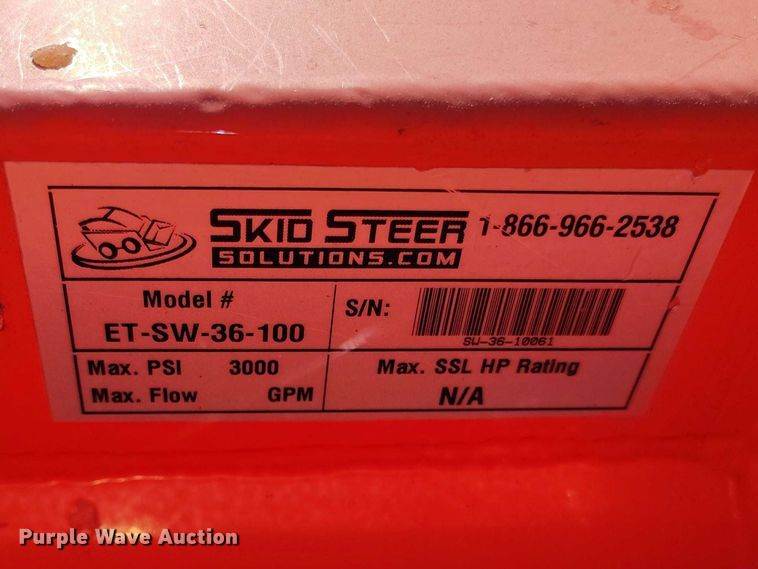 SKID STEER 1-866-966-2538
SOLUTIONS.COM
Model # S/N:
ET-SW-36-100 SW-36-10061
Max. PSI 3000 Max. SSL HP Rating
Max. Flow GPM N/A
Purple Wave Auction